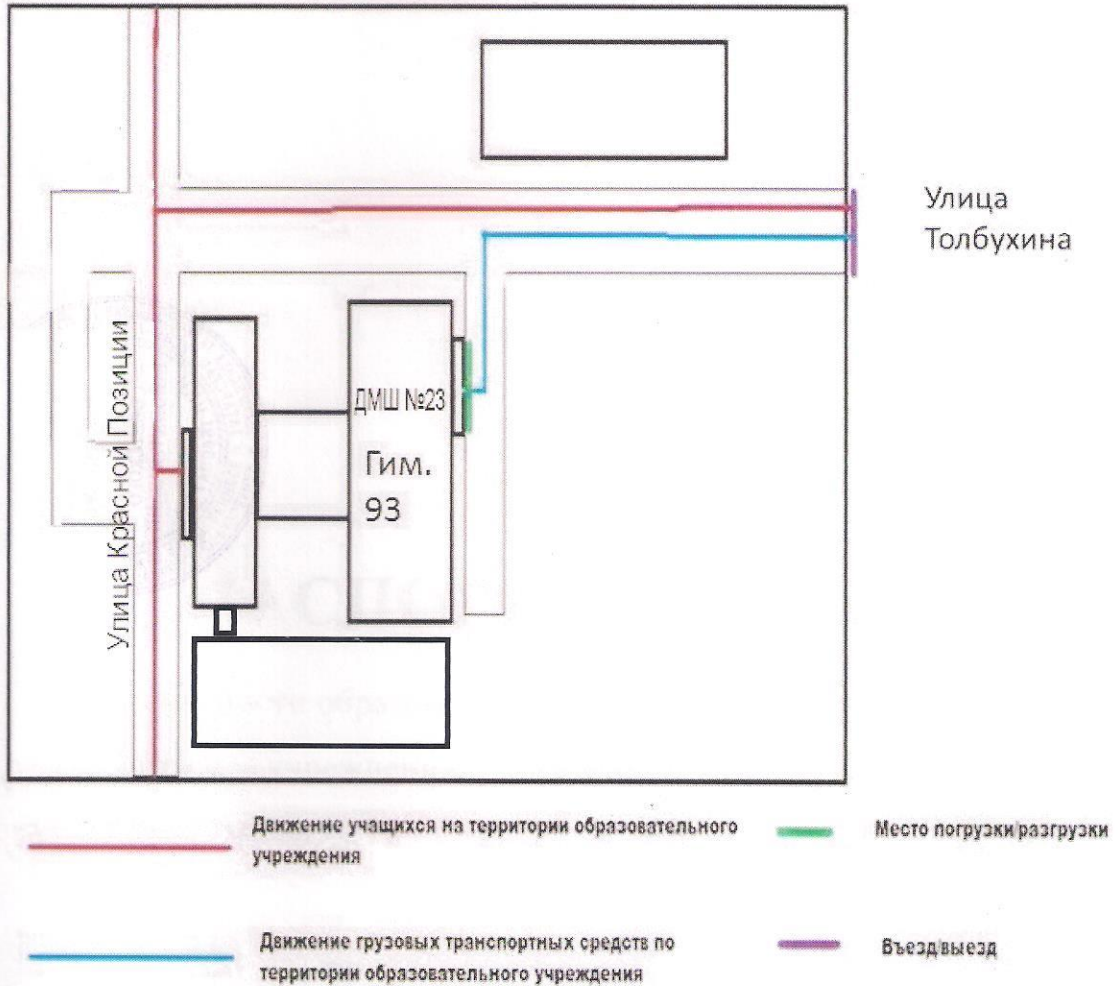 Улица
Толбухина
Улица Красной Позиции
ДМШ №23
Гим.
93
Движение учащихся на территории образовательного
учреждения
Место погрузки/разгрузки
Движение грузовых транспортных средств по
территории образовательного учреждения
Въезд/выезд